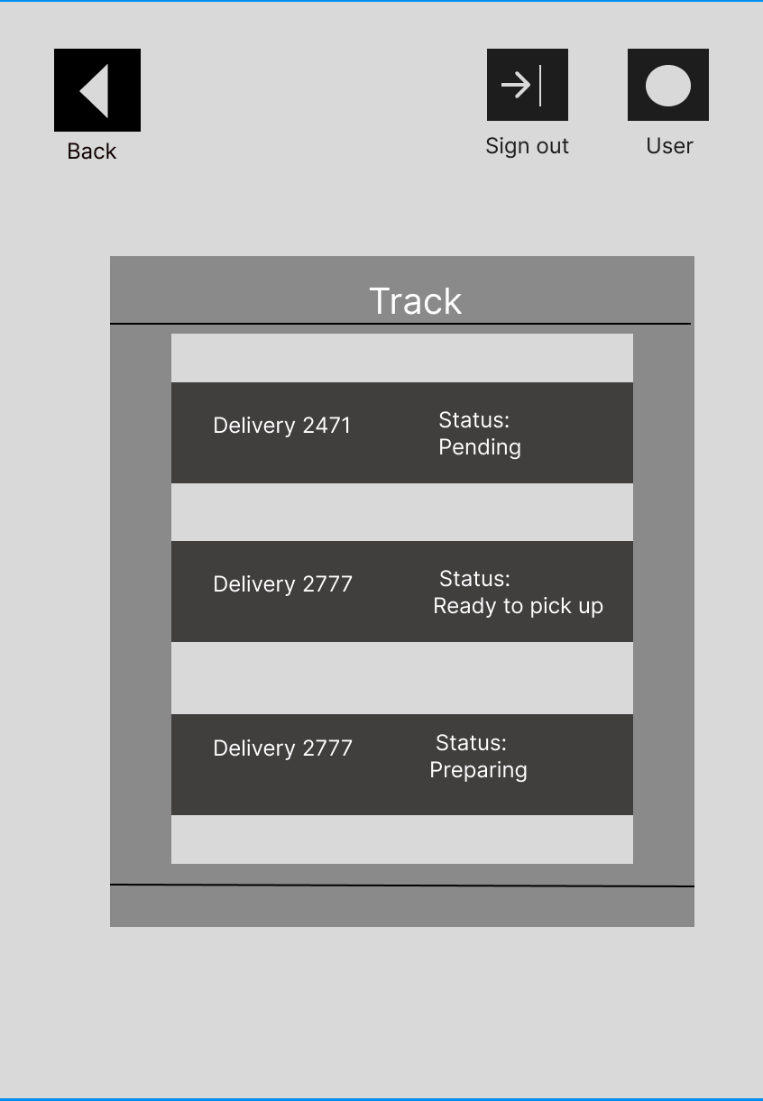 Back
Sign out
User
Track
Delivery 2471
Status:
Pending
Delivery 2777
Status:
Ready to pick up
Delivery 2777
Status:
Preparing